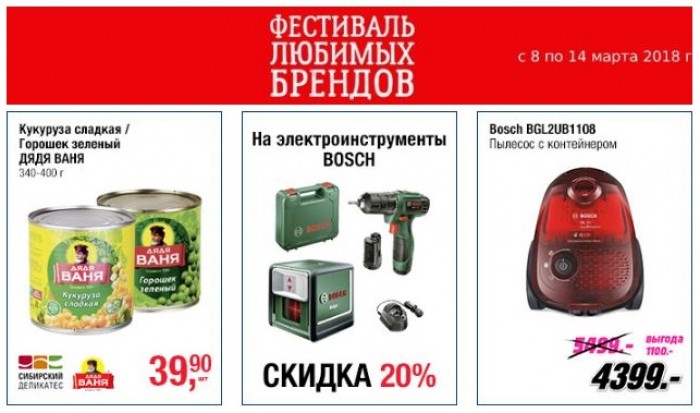 ФЕСТИВАЛЬ
ЛЮБИМЫХ
БРЕНДОВ
с 8 по 14 марта 2018 г
Кукуруза сладкая /
Горошек зеленый
ДЯДЯ ВАНЯ
340-400 г
ДЯДЯ
ВАНЯ
Кукуруза
сладкая
ДЯДЯ
ВАНЯ
Горошек
зеленый
СИБИРСКИЙ
ДЕЛИКАТЕС
ДЯДЯ
ВАНЯ
39,90
шт
На электроинструменты
BOSCH
BOSCH
СКИДКА 20%
Bosch BGL2UB1108
Пылесос с контейнером
BOSCH
5499.-
выгода
1100.-
4399.-